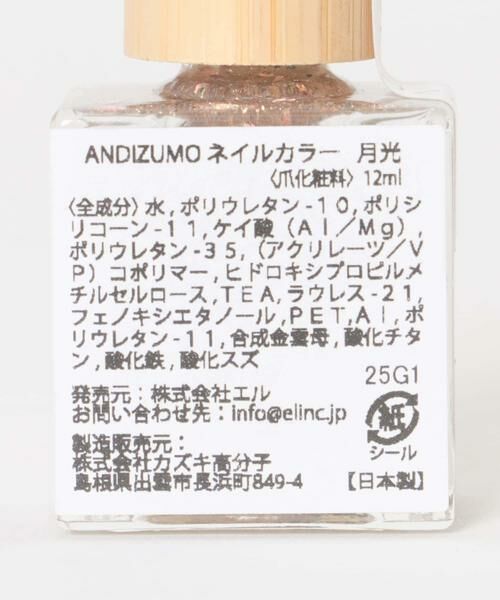 ANDIZUMO ネイルカラー 月光
〈爪化粧料〉 12ml
〈全成分〉水,ポリウレタン-10,ポリシ
リコーン-11,ケイ酸（Al／Mg）,
ポリウレタン-35,（アクリレーツ／V
P）コポリマー,ヒドロキシプロピルメ
チルセルロース,TEA,ラウレス-21,
フェノキシエタノール,PET,Al,ポ
リウレタン-11,合成金雲母,酸化チタ
ン,酸化鉄,酸化スズ
25G1
発売元：株式会社エル
お問い合わせ先：info@elinc.jp
紙
シール
製造販売元：
株式会社カズキ高分子
島根県出雲市長浜町849-4 【日本製】